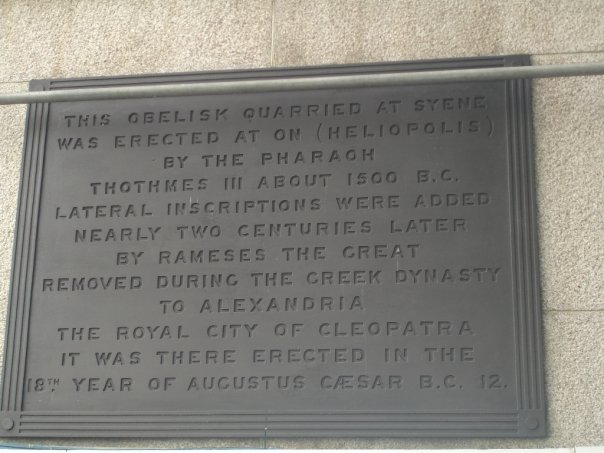 THIS OBELISK QUARRIED AT SYENE
WAS ERECTED AT ON (HELIOPOLIS)
BY THE PHARAOH
THOTHMES III ABOUT 1500 B.C.
LATERAL INSCRIPTIONS WERE ADDED
NEARLY TWO CENTURIES LATER
BY RAMESES THE GREAT
REMOVED DURING THE GREEK DYNASTY
TO ALEXANDRIA
THE ROYAL CITY OF CLEOPATRA
IT WAS THERE ERECTED IN THE
18TH YEAR OF AUGUSTUS CÆSAR B.C. 12.